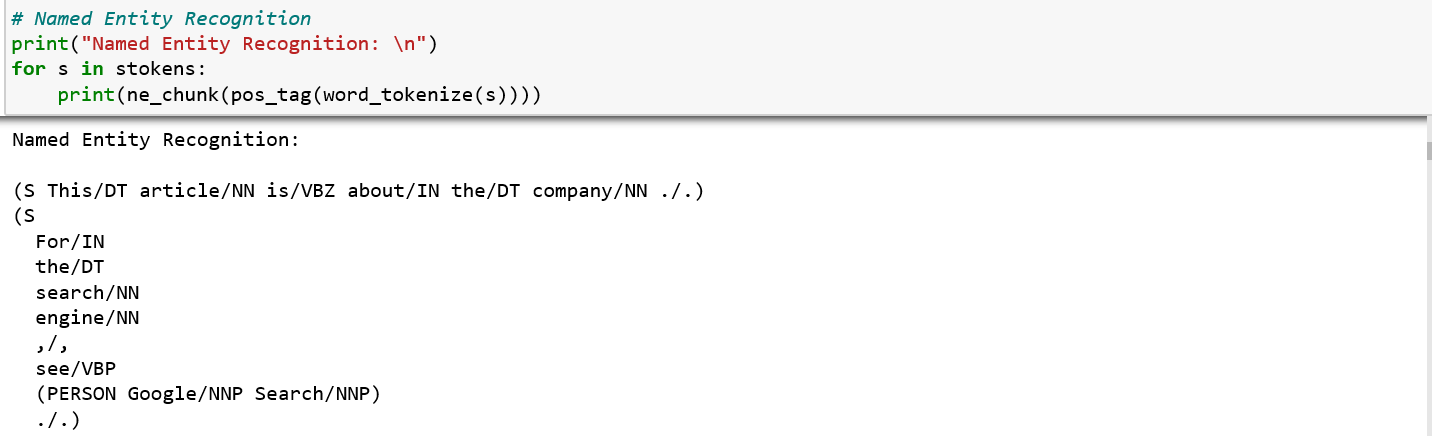 # Named Entity Recognition
print("Named Entity Recognition: \n")
for s in stokens:
    print(ne_chunk(pos_tag(word_tokenize(s))))
Named Entity Recognition:
(S This/DT article/NN is/VBZ about/IN the/DT company/NN ./.)
(S
  For/IN
  the/DT
  search/NN
  engine/NN
  ,/,
  see/VBP
  (PERSON Google/NNP Search/NNP)
  ./.)